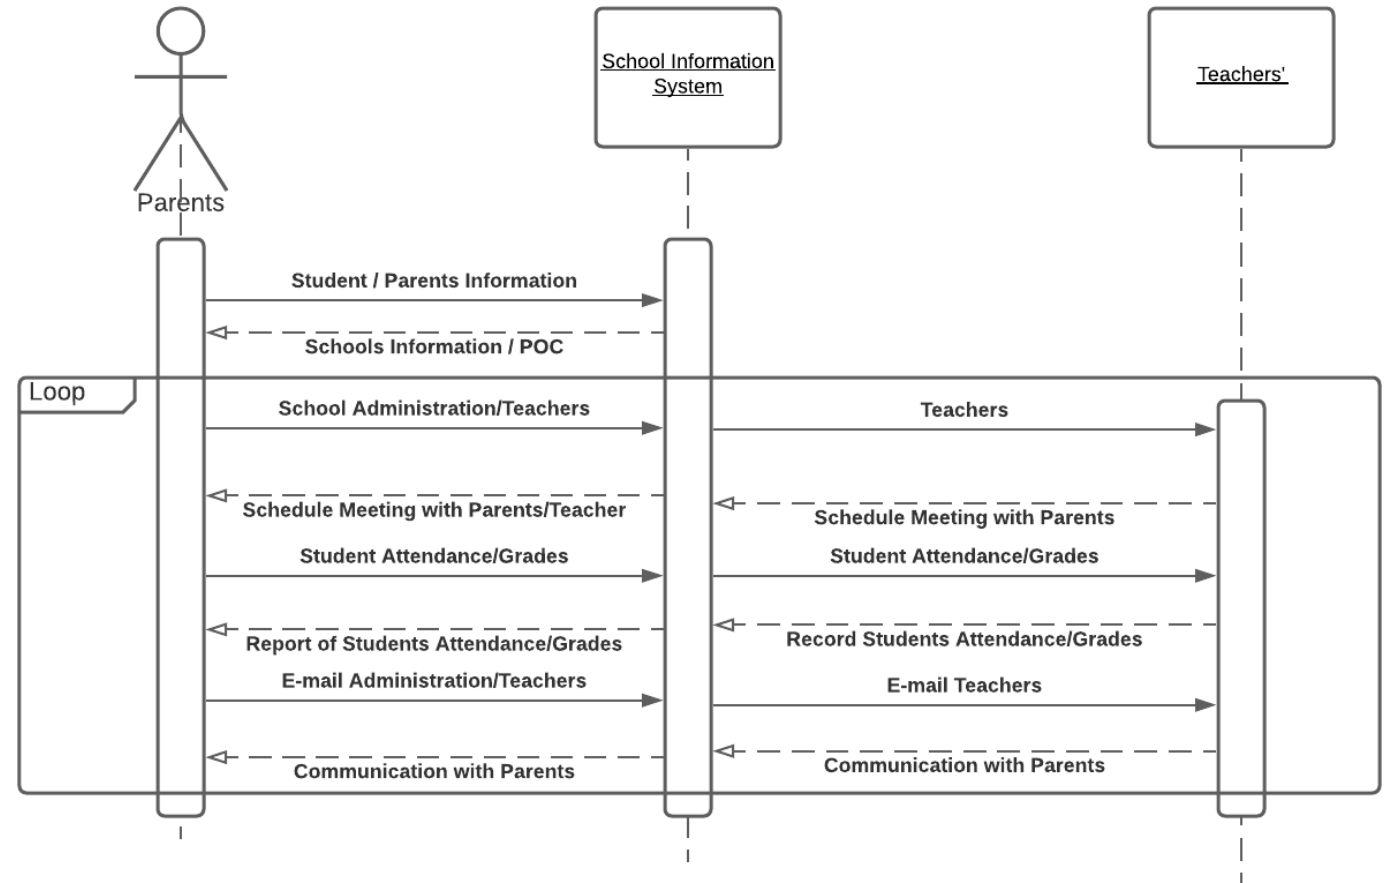 School Information
System
Teachers'
Parents
Student / Parents Information
Schools Information / POC
Loop
School Administration/Teachers
Teachers
Schedule Meeting with Parents/Teacher
Schedule Meeting with Parents
Student Attendance/Grades
Student Attendance/Grades
Report of Students Attendance/Grades
Record Students Attendance/Grades
E-mail Administration/Teachers
E-mail Teachers
Communication with Parents
Communication with Parents